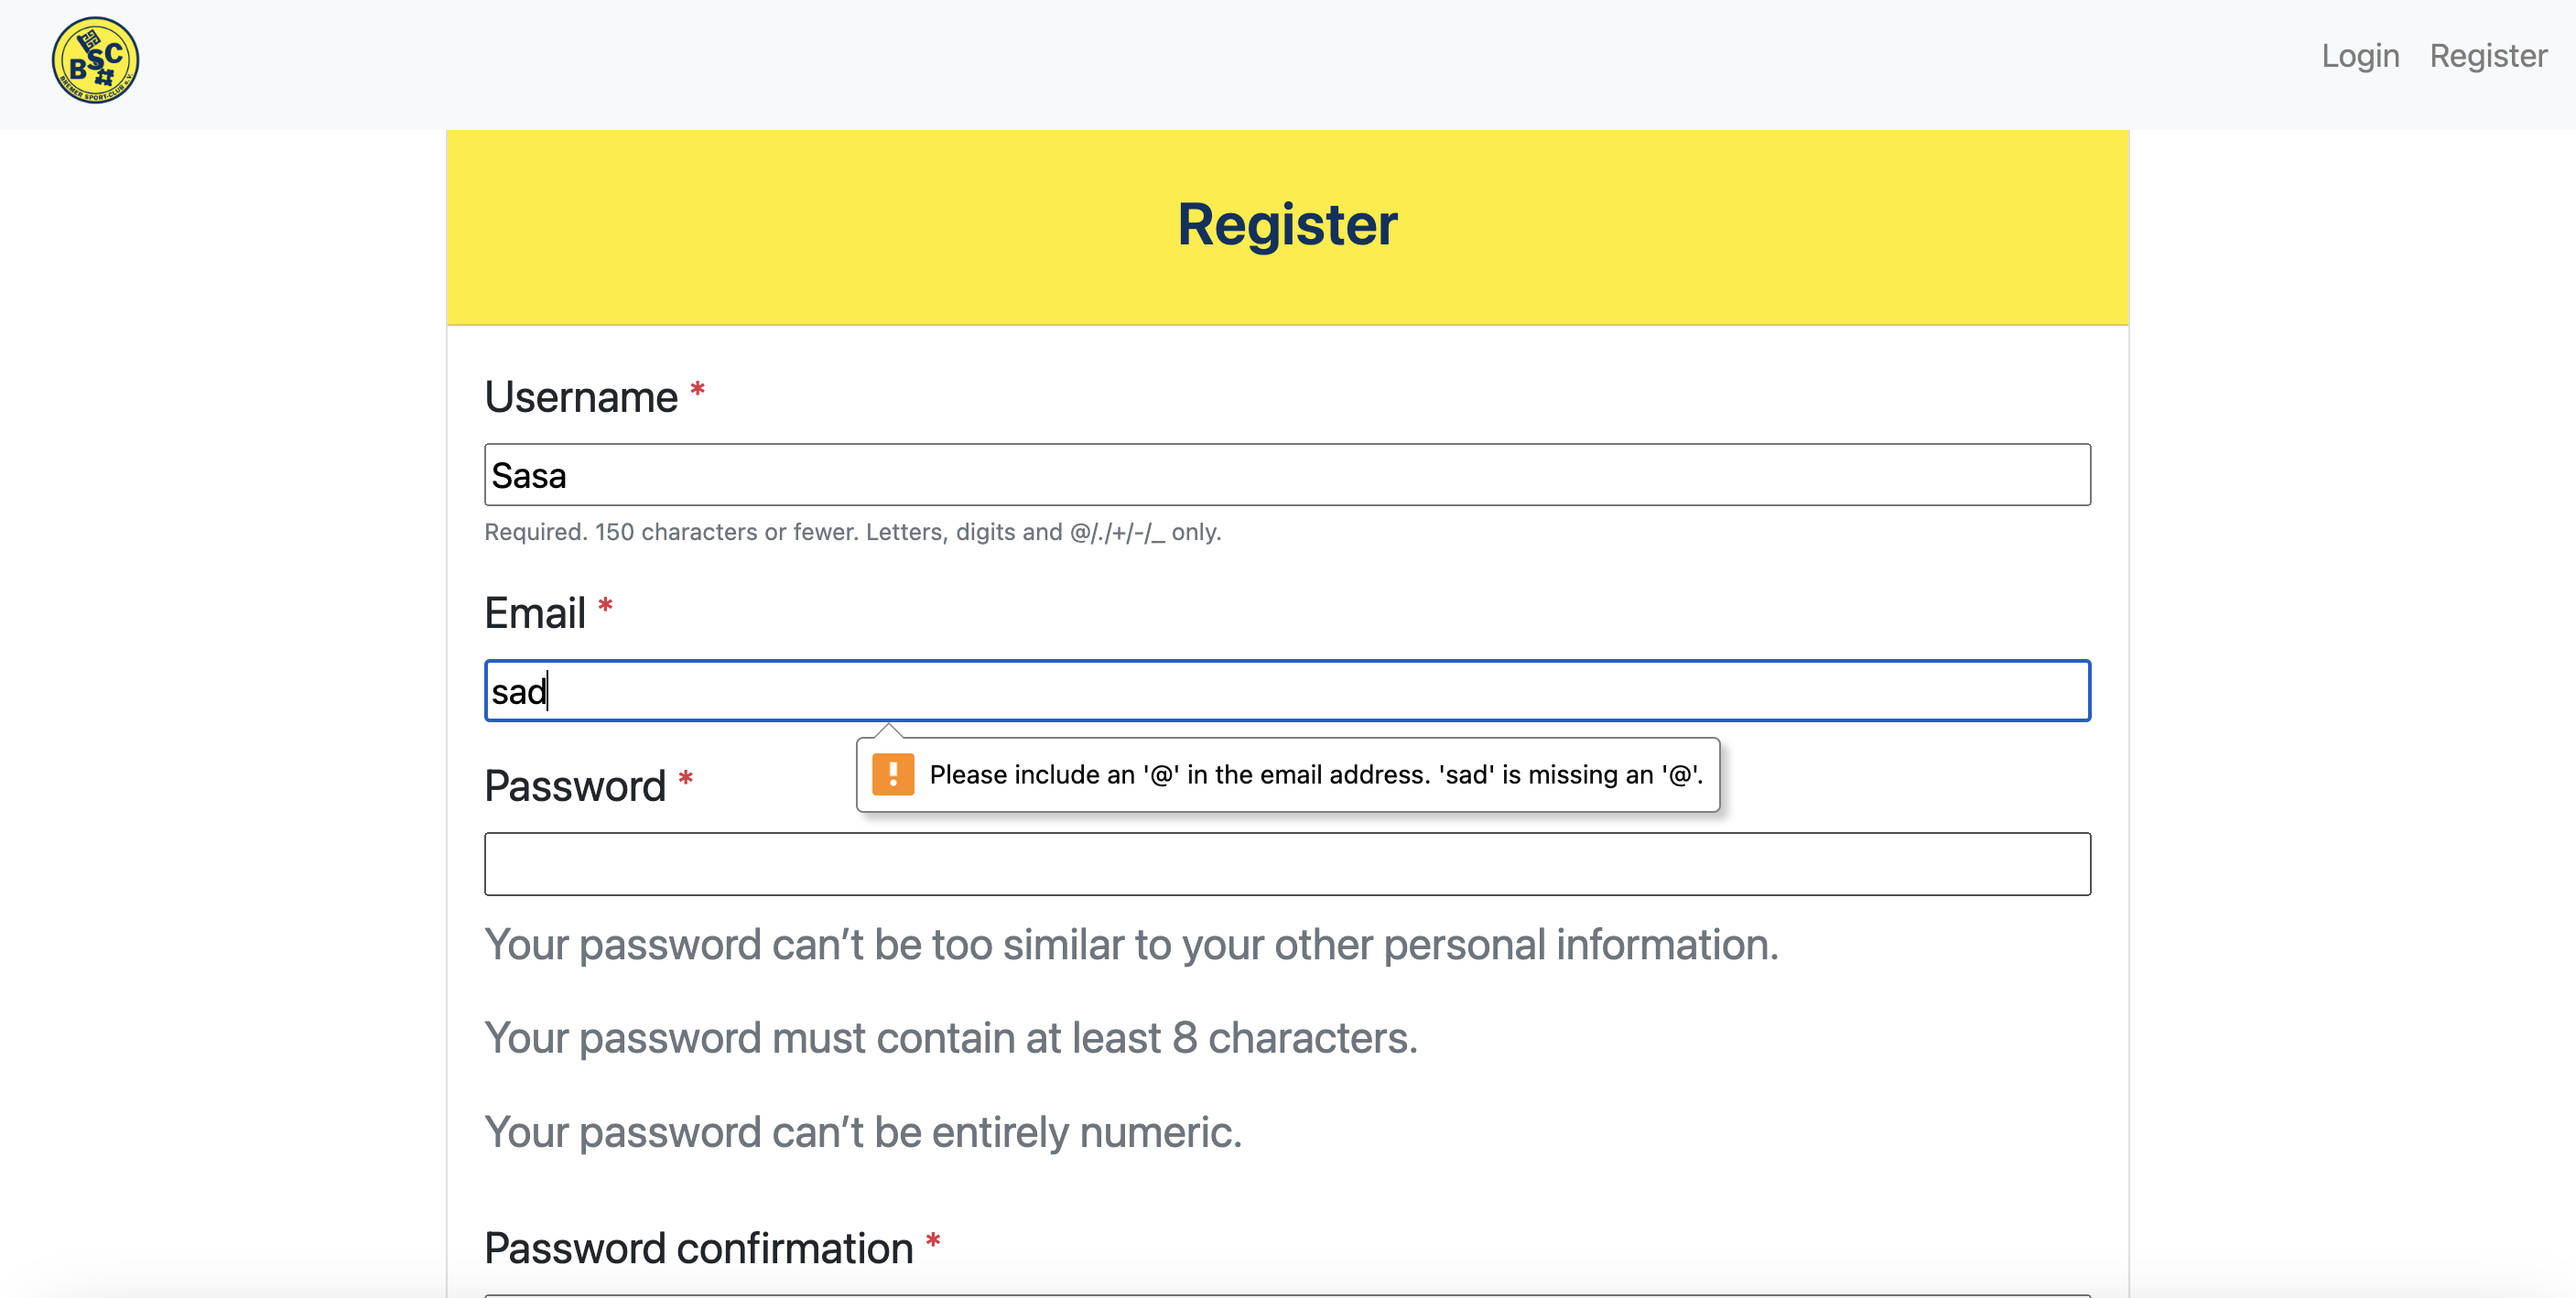 BSC
BREMER SPORT-CLUB e.V.
Login Register
Register
Username *
Sasa
Required. 150 characters or fewer. Letters, digits and @/./+/-/_ only.
Email *
sad
Please include an '@' in the email address. 'sad' is missing an '@'.
Password *
Your password can’t be too similar to your other personal information.
Your password must contain at least 8 characters.
Your password can’t be entirely numeric.
Password confirmation *